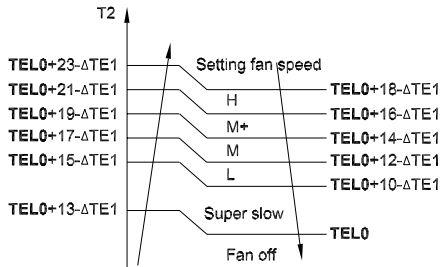 T2
TEL0+23-ΔTE1
Setting fan speed
TEL0+18-ΔTE1
TEL0+21-ΔTE1
H
TEL0+16-ΔTE1
TEL0+19-ΔTE1
M+
TEL0+14-ΔTE1
TEL0+17-ΔTE1
M
TEL0+12-ΔTE1
TEL0+15-ΔTE1
L
TEL0+10-ΔTE1
TEL0+13-ΔTE1
Super slow
TEL0
Fan off